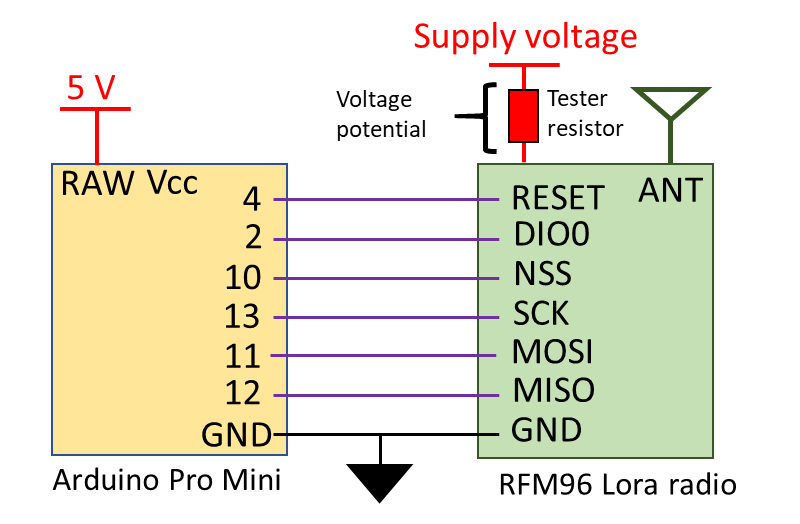 Supply voltage
5 V
Voltage
potential
Tester
resistor
RAW Vcc
4
2
10
13
11
12
GND
RESET
DIO0
NSS
SCK
MOSI
MISO
GND
ANT
Arduino Pro Mini
RFM96 Lora radio